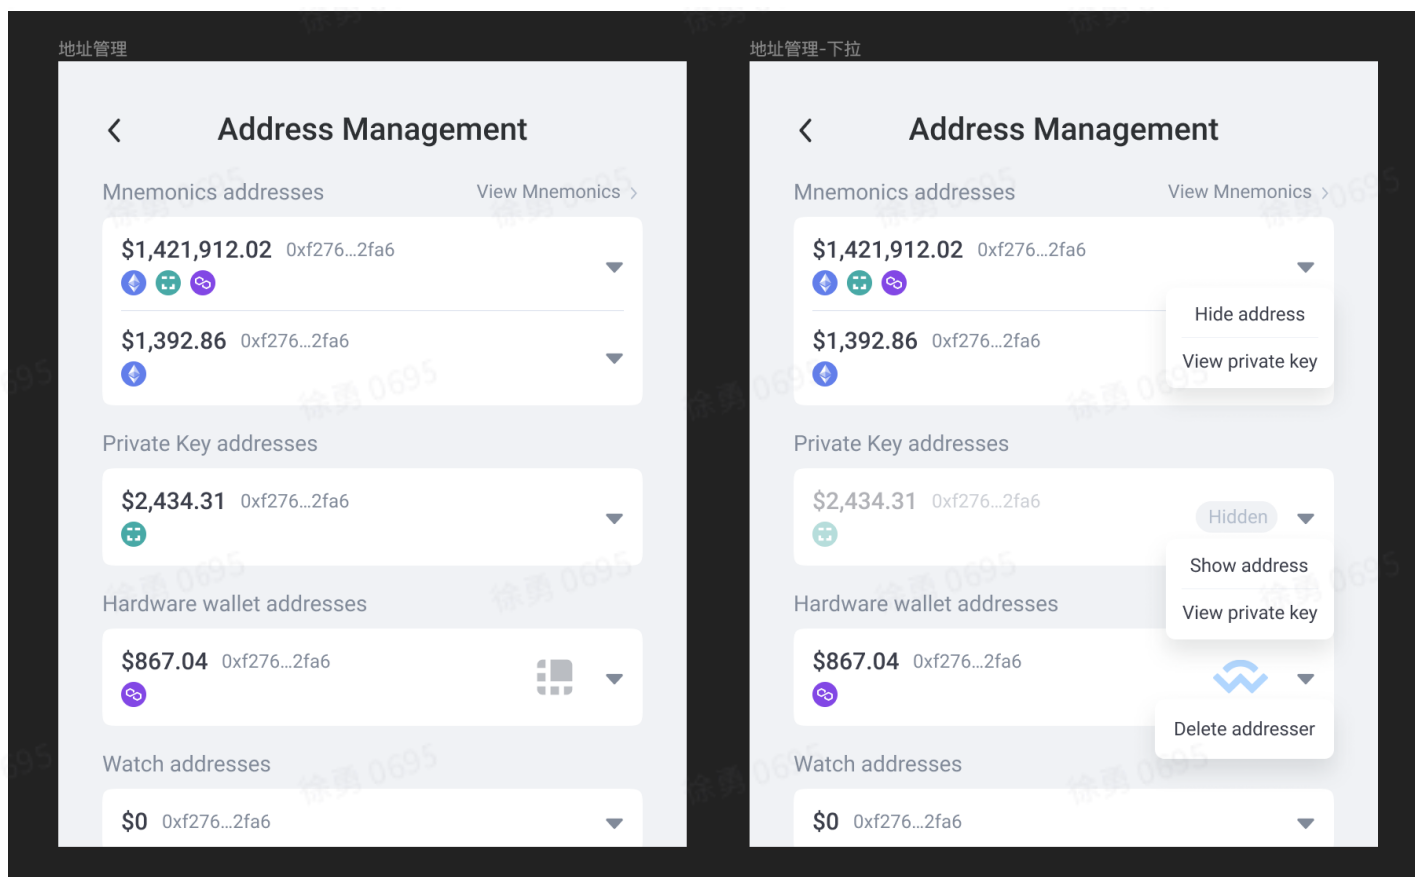 地址管理
Address Management
Mnemonics addresses
View Mnemonics >
$1,421,912.02 0xf276...2fa6
$1,392.86 0xf276...2fa6
Private Key addresses
$2,434.31 0xf276...2fa6
Hardware wallet addresses
$867.04 0xf276...2fa6
Watch addresses
$0 0xf276...2fa6
地址管理-下拉
Address Management
Mnemonics addresses
View Mnemonics >
$1,421,912.02 0xf276...2fa6
Hide address
View private key
$1,392.86 0xf276...2fa6
Private Key addresses
$2,434.31 0xf276...2fa6
Hidden
Show address
View private key
Hardware wallet addresses
$867.04 0xf276...2fa6
Delete addresser
Watch addresses
$0 0xf276...2fa6
徐勇 0695